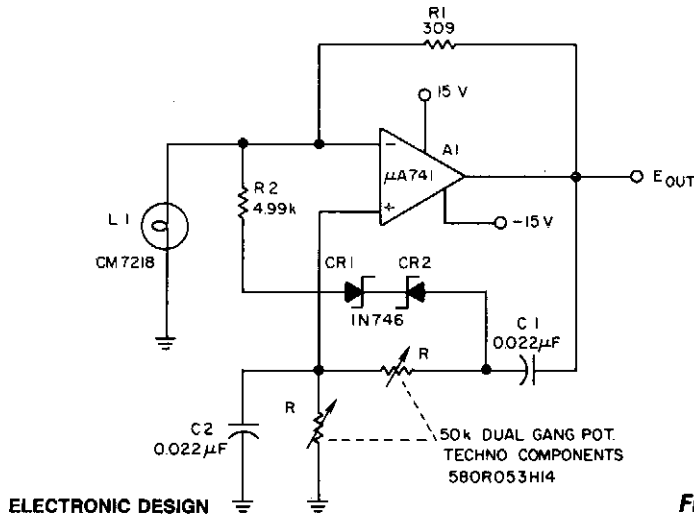 R1
309
15 V
A1
μA741
−
+
E OUT
-15 V
R2
4.99k
L1
CM7218
CR1
CR2
1N746
C1
0.022μF
R
R
C2
0.022μF
50k DUAL GANG POT.
TECHNO COMPONENTS
580R053H14
ELECTRONIC DESIGN